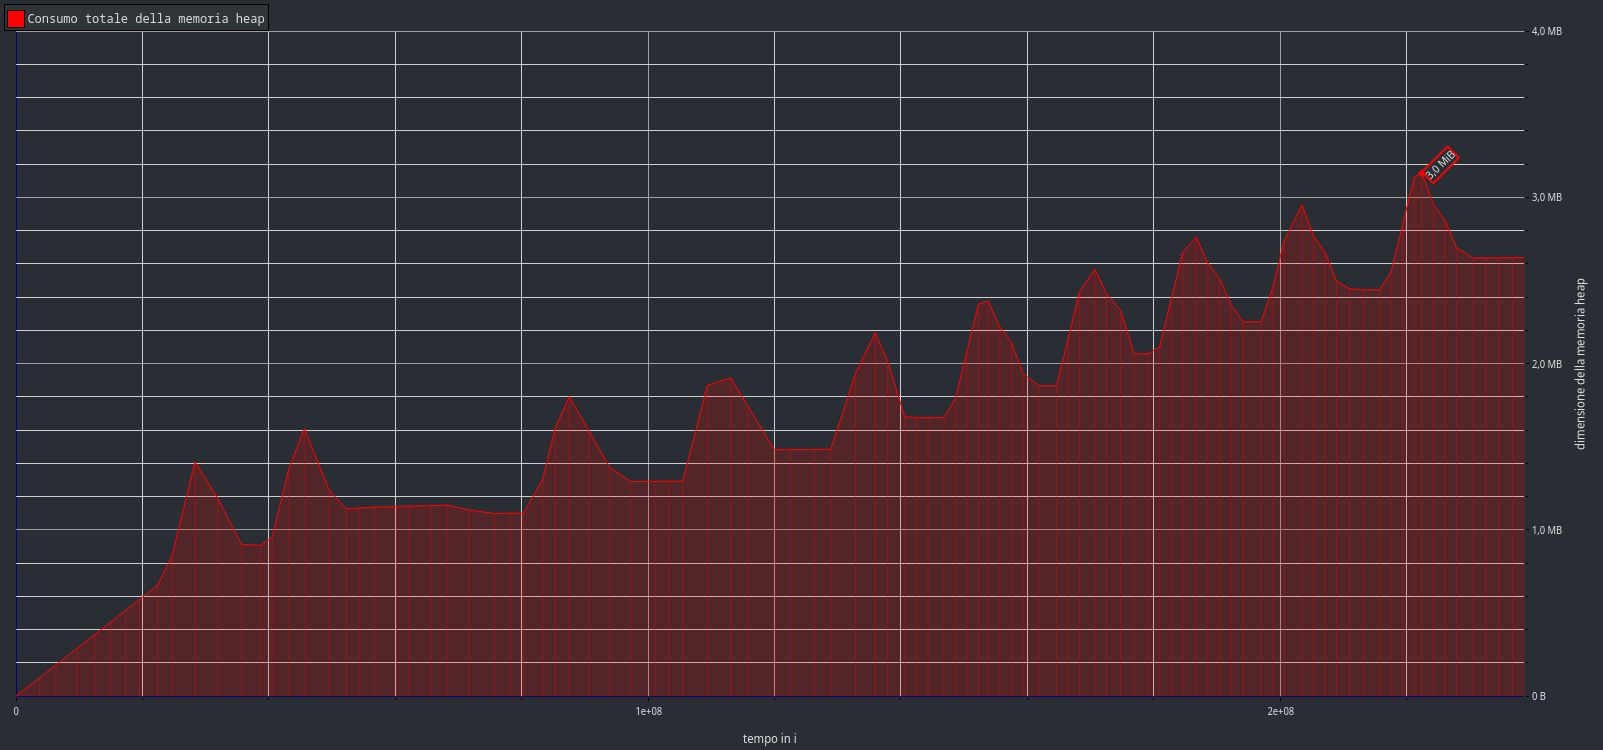 Consumo totale della memoria heap
4,0 MB
3,0 MiB
3,0 MB
2,0 MB
1,0 MB
0 B
dimensione della memoria heap
0
1e+08
2e+08
tempo in i